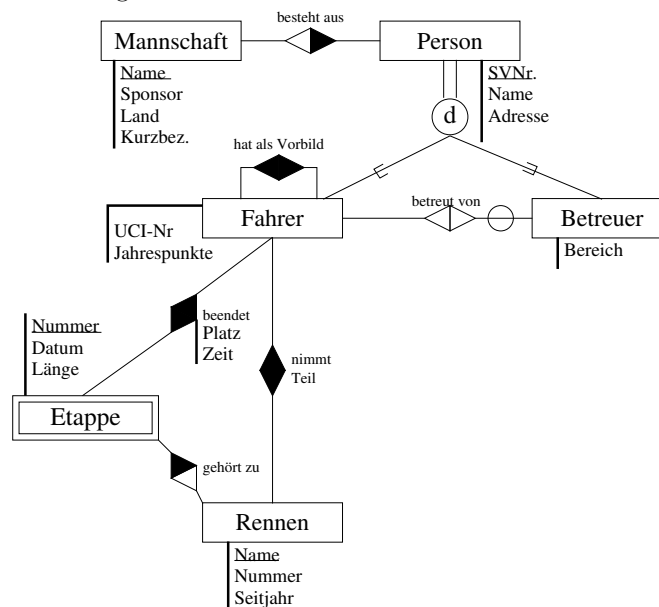 besteht aus
Mannschaft
Person
Name
Sponsor
Land
Kurzbez.
SVNr.
Name
Adresse
d
hat als Vorbild
Fahrer
betreut von
Betreuer
UCI-Nr
Jahrespunkte
Bereich
beendet
Platz
Zeit
Nummer
Datum
Länge
nimmt
Teil
Etappe
gehört zu
Rennen
Name
Nummer
Seitjahr